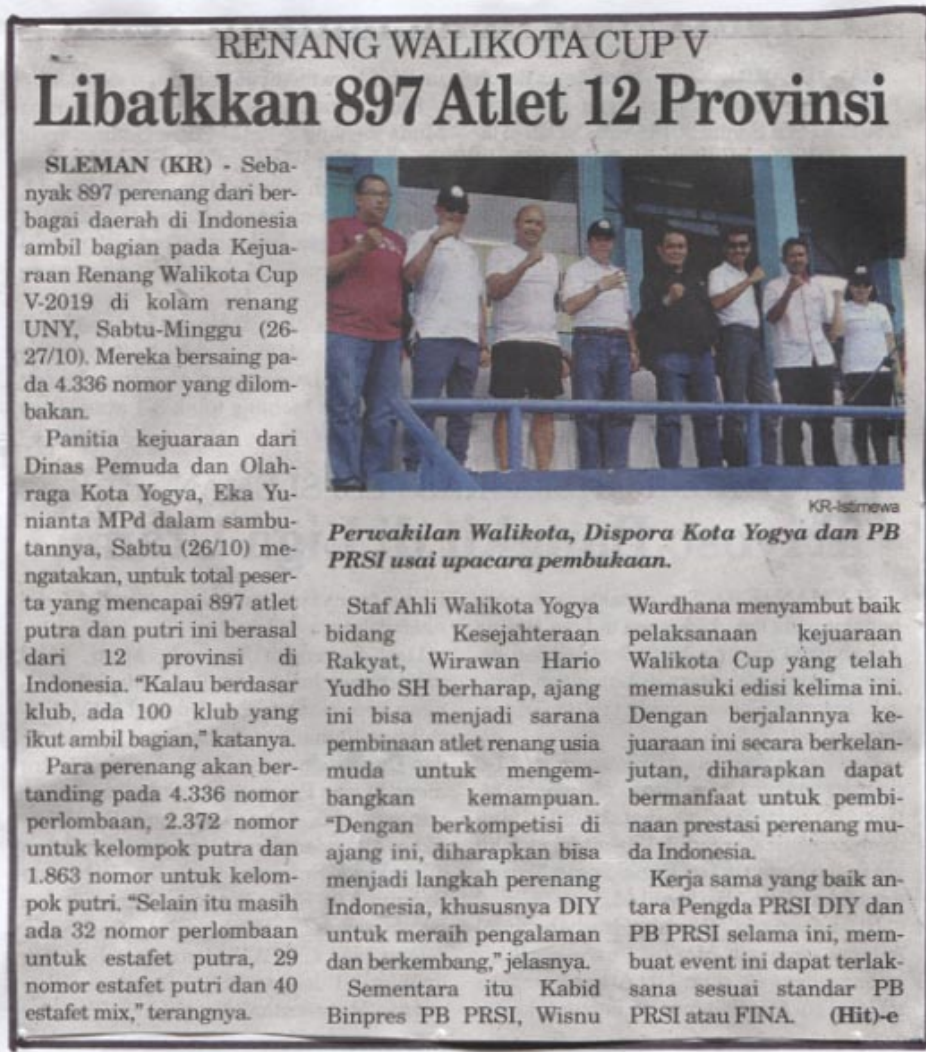 RENANG WALIKOTA CUP V
Libatkkan 897 Atlet 12 Provinsi
SLEMAN (KR) - Seba-
nyak 897 perenang dari ber-
bagai daerah di Indonesia
ambil bagian pada Kejua-
raan Renang Walikota Cup
V-2019 di kolam renang
UNY, Sabtu-Minggu (26-
27/10). Mereka bersaing pa-
da 4.336 nomor yang dilom-
bakan.
Panitia kejuaraan dari
Dinas Pemuda dan Olah-
raga Kota Yogya, Eka Yu-
nianta MPd dalam sambu-
tannya, Sabtu (26/10) me-
ngatakan, untuk total peser-
ta yang mencapai 897 atlet
putra dan putri ini berasal
dari 12 provinsi di
Indonesia. "Kalau berdasar
klub, ada 100 klub yang
ikut ambil bagian," katanya.
Para perenang akan ber-
tanding pada 4.336 nomor
perlombaan, 2.372 nomor
untuk kelompok putra dan
1.863 nomor untuk kelom-
pok putri. "Selain itu masih
ada 32 nomor perlombaan
untuk estafet putra, 29
nomor estafet putri dan 40
estafet mix," terangnya.
KR-Istimewa
Perwakilan Walikota, Dispora Kota Yogya dan PB
PRSI usai upacara pembukaan.
Staf Ahli Walikota Yogya
bidang Kesejahteraan
Rakyat, Wirawan Hario
Yudho SH berharap, ajang
ini bisa menjadi sarana
pembinaan atlet renang usia
muda untuk mengem-
bangkan kemampuan.
"Dengan berkompetisi di
ajang ini, diharapkan bisa
menjadi langkah perenang
Indonesia, khususnya DIY
untuk meraih pengalaman
dan berkembang," jelasnya.
Sementara itu Kabid
Binpres PB PRSI, Wisnu
Wardhana menyambut baik
pelaksanaan kejuaraan
Walikota Cup yang telah
memasuki edisi kelima ini.
Dengan berjalannya ke-
juaraan ini secara berkelan-
jutan, diharapkan dapat
bermanfaat untuk pembi-
naan prestasi perenang mu-
da Indonesia.
Kerja sama yang baik an-
tara Pengda PRSI DIY dan
PB PRSI selama ini, mem-
buat event ini dapat terlak-
sana sesuai standar PB
PRSI atau FINA. (Hit)-e